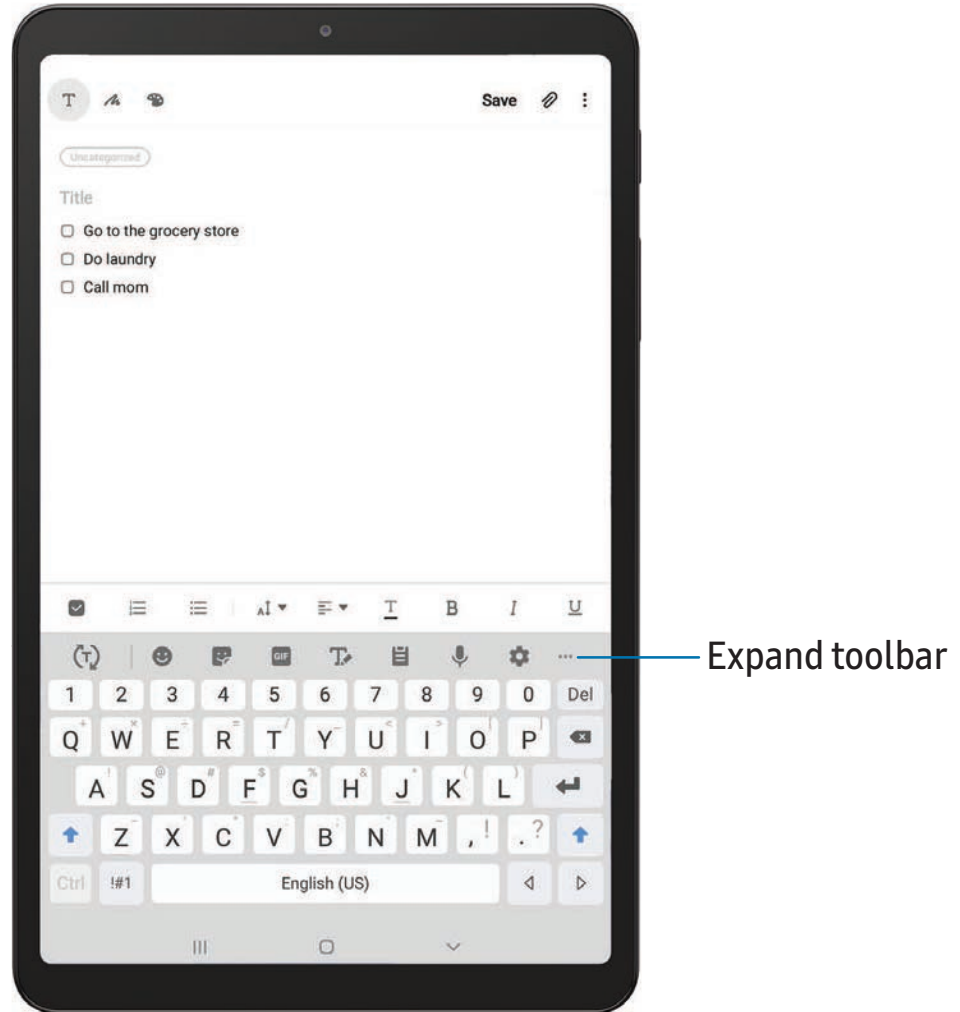 T Save
Uncategorized
Title
Go to the grocery store
Do laundry
Call mom
T B I U
T GIF T
1 2 3 4 5 6 7 8 9 0 Del
Q + W × E ÷ R = T / Y _ U < I > O [ P ]
A ! S @ D # F $ G % H & J * K ( L )
Z - X ' C " V : B ; N , M _ , ! . ?
Ctrl !#1 English (US)
Expand toolbar